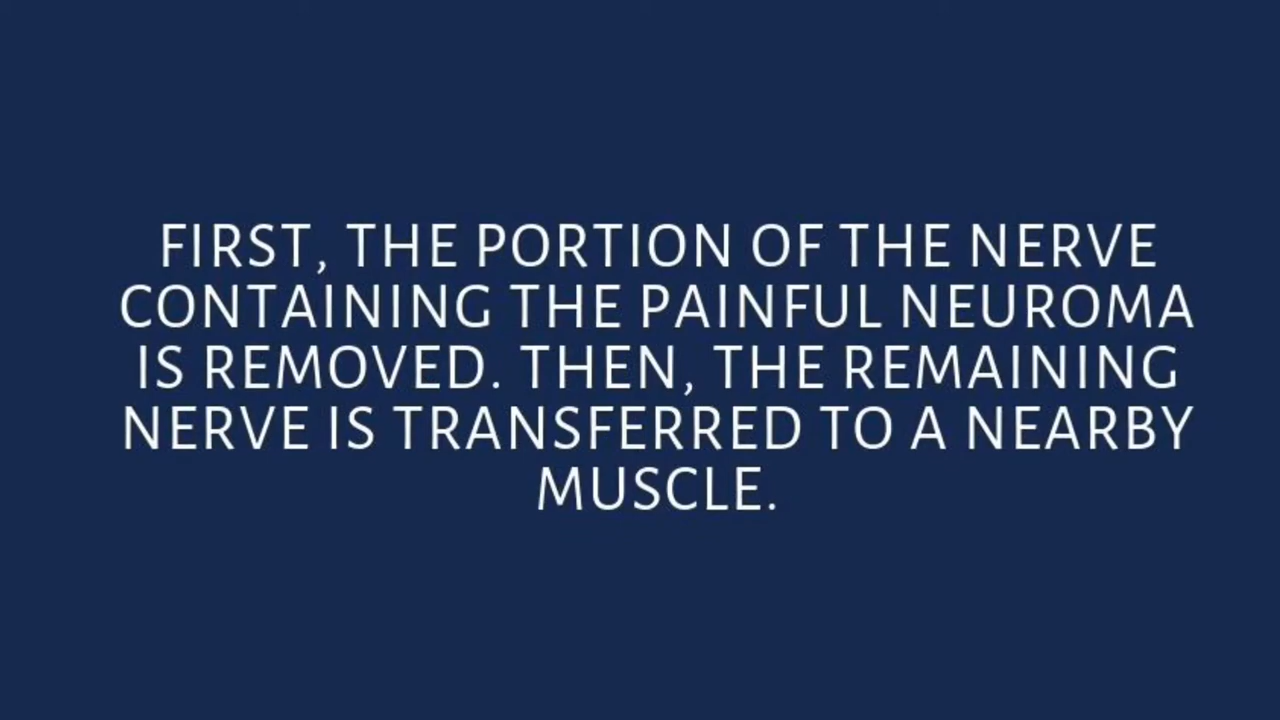 FIRST, THE PORTION OF THE NERVE
CONTAINING THE PAINFUL NEUROMA
IS REMOVED. THEN, THE REMAINING
NERVE IS TRANSFERRED TO A NEARBY
MUSCLE.